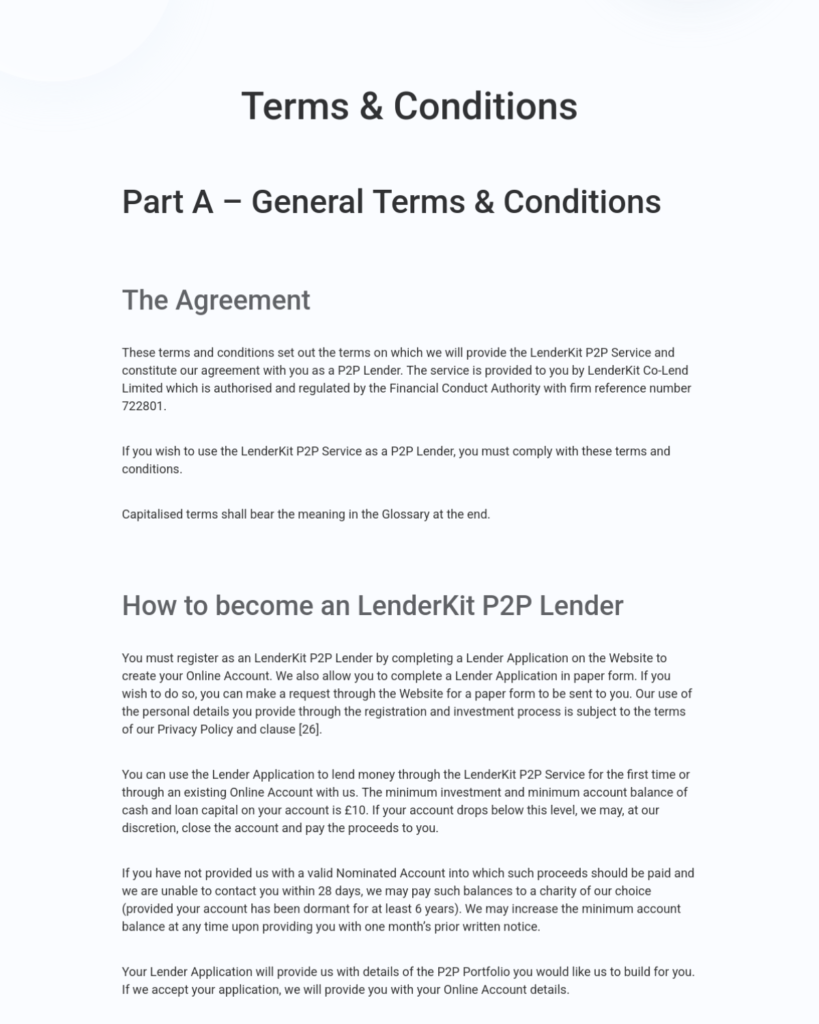 Terms & Conditions
Part A – General Terms & Conditions
The Agreement
These terms and conditions set out the terms on which we will provide the LenderKit P2P Service and
constitute our agreement with you as a P2P Lender. The service is provided to you by LenderKit Co-Lend
Limited which is authorised and regulated by the Financial Conduct Authority with firm reference number
722801.
If you wish to use the LenderKit P2P Service as a P2P Lender, you must comply with these terms and
conditions.
Capitalised terms shall bear the meaning in the Glossary at the end.
How to become an LenderKit P2P Lender
You must register as an LenderKit P2P Lender by completing a Lender Application on the Website to
create your Online Account. We also allow you to complete a Lender Application in paper form. If you
wish to do so, you can make a request through the Website for a paper form to be sent to you. Our use of
the personal details you provide through the registration and investment process is subject to the terms
of our Privacy Policy and clause [26].
You can use the Lender Application to lend money through the LenderKit P2P Service for the first time or
through an existing Online Account with us. The minimum investment and minimum account balance of
cash and loan capital on your account is £10. If your account drops below this level, we may, at our
discretion, close the account and pay the proceeds to you.
If you have not provided us with a valid Nominated Account into which such proceeds should be paid and
we are unable to contact you within 28 days, we may pay such balances to a charity of our choice
(provided your account has been dormant for at least 6 years). We may increase the minimum account
balance at any time upon providing you with one month's prior written notice.
Your Lender Application will provide us with details of the P2P Portfolio you would like us to build for you.
If we accept your application, we will provide you with your Online Account details.